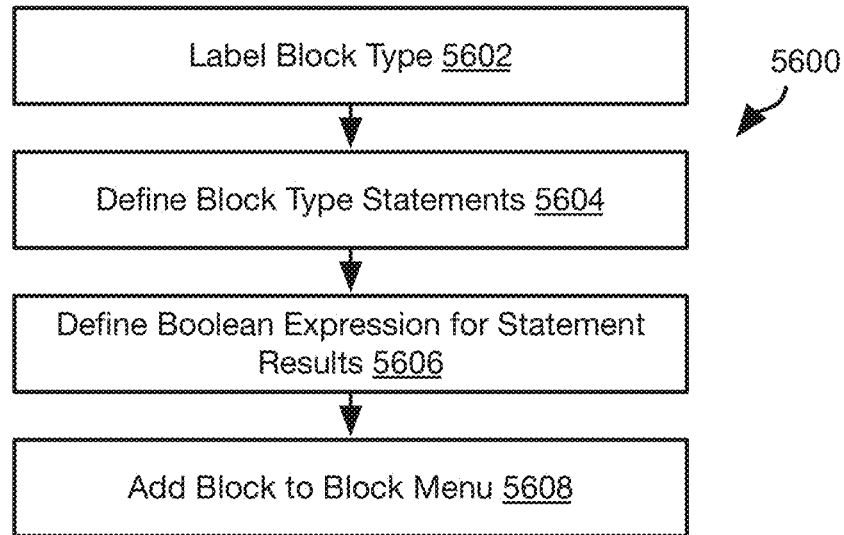 Label Block Type 5602
5600
Define Block Type Statements 5604
Define Boolean Expression for Statement
Results 5606
Add Block to Block Menu 5608